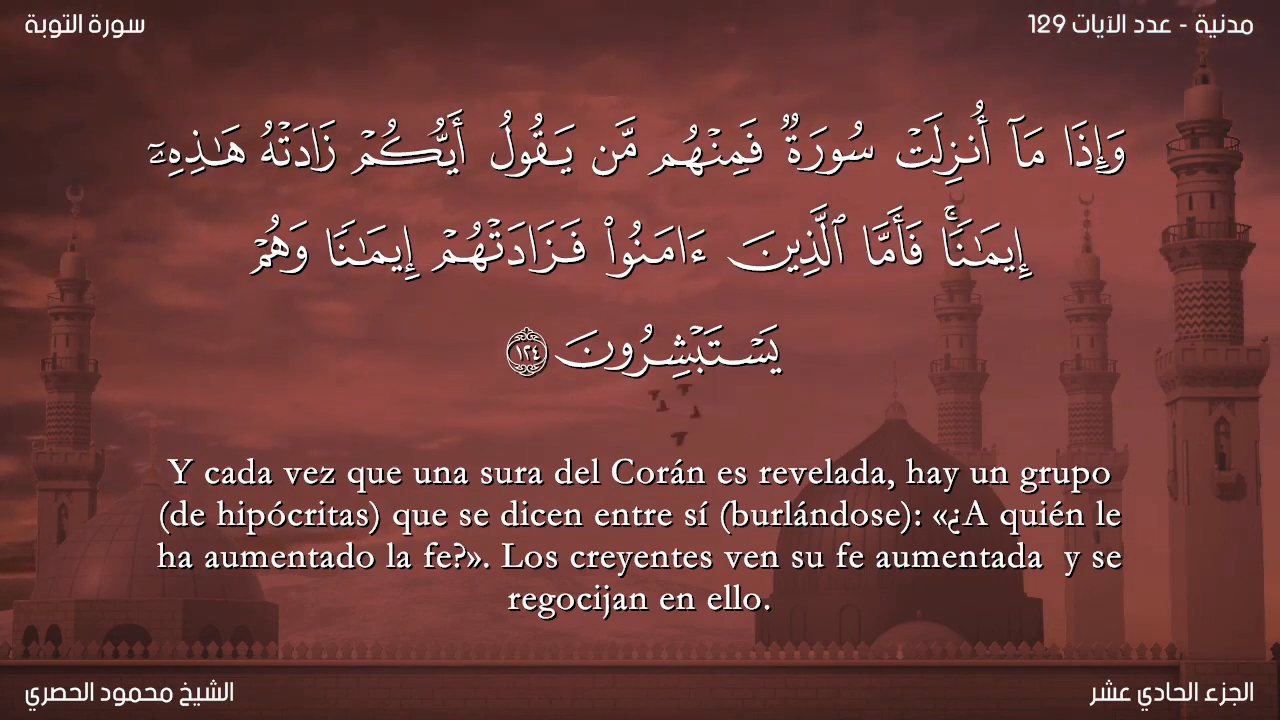 سورة التوبة
مدنية - عدد الآيات 129
وَإِذَا مَآ أُنزِلَتْ سُورَةٌۭ فَمِنْهُم مَّن يَقُولُ أَيُّكُمْ زَادَتْهُ هَـٰذِهِۦٓ
إِيمَـٰنًۭا ۚ فَأَمَّا ٱلَّذِينَ ءَامَنُوا۟ فَزَادَتْهُمْ إِيمَـٰنًۭا وَهُمْ
يَسْتَبْشِرُونَ ١٢٤
Y cada vez que una sura del Corán es revelada, hay un grupo
(de hipócritas) que se dicen entre sí (burlándose): «¿A quién le
ha aumentado la fe?». Los creyentes ven su fe aumentada  y se
regocijan en ello.
الشيخ محمود الحصري
الجزء الحادي عشر